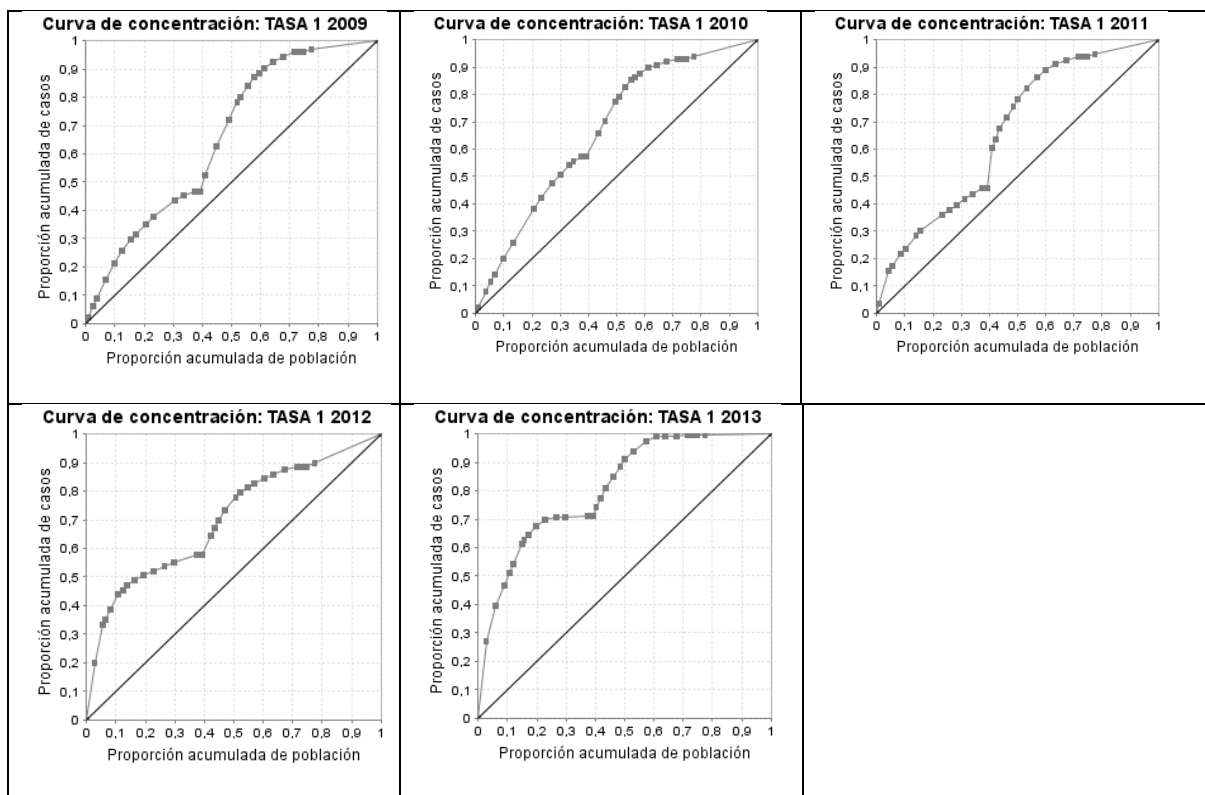 Curva de concentración: TASA 1 2009
Proporción acumulada de casos
1
0,9
0,8
0,7
0,6
0,5
0,4
0,3
0,2
0,1
0
0 0,1 0,2 0,3 0,4 0,5 0,6 0,7 0,8 0,9 1
Proporción acumulada de población
Curva de concentración: TASA 1 2010
Proporción acumulada de casos
1
0,9
0,8
0,7
0,6
0,5
0,4
0,3
0,2
0,1
0
0 0,1 0,2 0,3 0,4 0,5 0,6 0,7 0,8 0,9 1
Proporción acumulada de población
Curva de concentración: TASA 1 2011
Proporción acumulada de casos
1
0,9
0,8
0,7
0,6
0,5
0,4
0,3
0,2
0,1
0
0 0,1 0,2 0,3 0,4 0,5 0,6 0,7 0,8 0,9 1
Proporción acumulada de población
Curva de concentración: TASA 1 2012
Proporción acumulada de casos
1
0,9
0,8
0,7
0,6
0,5
0,4
0,3
0,2
0,1
0
0 0,1 0,2 0,3 0,4 0,5 0,6 0,7 0,8 0,9 1
Proporción acumulada de población
Curva de concentración: TASA 1 2013
Proporción acumulada de casos
1
0,9
0,8
0,7
0,6
0,5
0,4
0,3
0,2
0,1
0
0 0,1 0,2 0,3 0,4 0,5 0,6 0,7 0,8 0,9 1
Proporción acumulada de población